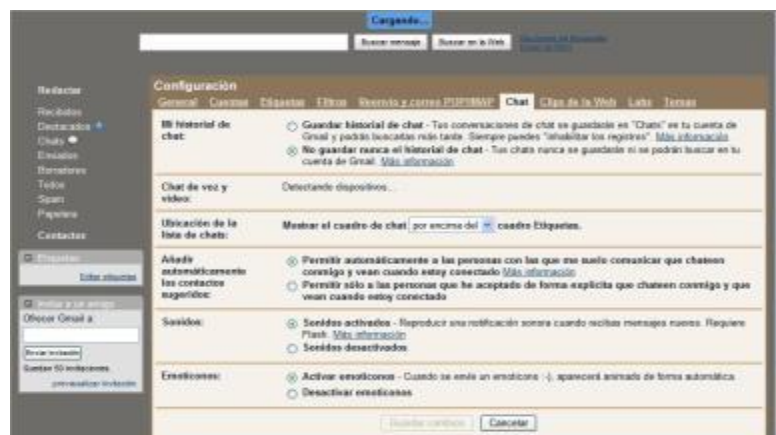 Cargando...
Buscar mensaje Buscar en la Web
Configuración
General Cuentas Etiquetas Filtros Reenvío y correo POP/IMAP Chat Clips de la Web Labs Temas
Redactar
Recibidos
Destacados
Chats
Enviados
Borradores
Todos
Spam
Papelera
Contactos
Etiquetas
Editar etiquetas
Invitar a un amigo
Ofrecer Gmail a:
Enviar invitación
Quedan 50 invitaciones.
previsualizar invitación
Mi historial de
chat:
Guardar historial de chat - Tus conversaciones de chat se guardarán en "Chats" en tu cuenta de
Gmail y podrás buscarlas más tarde. Siempre puedes "inhabilitar los registros". Más información
No guardar nunca el historial de chat - Tus chats nunca se guardarán ni se podrán buscar en tu
cuenta de Gmail. Más información
Chat de voz y
vídeo:
Detectando dispositivos...
Ubicación de la
lista de chats:
Mostrar el cuadro de chat por encima del cuadro Etiquetas.
Añadir
automáticamente
los contactos
sugeridos:
Permitir automáticamente a las personas con las que me suelo comunicar que chateen
conmigo y vean cuando estoy conectado Más información
Permitir sólo a las personas que he aceptado de forma explícita que chateen conmigo y que
vean cuando estoy conectado
Sonidos:
Sonidos activados - Reproducir una notificación sonora cuando recibas mensajes nuevos. Requiere
Flash. Más información
Sonidos desactivados
Emoticonos:
Activar emoticonos - Cuando se envíe un emoticono :-), aparecerá animado de forma automática
Desactivar emoticonos
Guardar cambios Cancelar